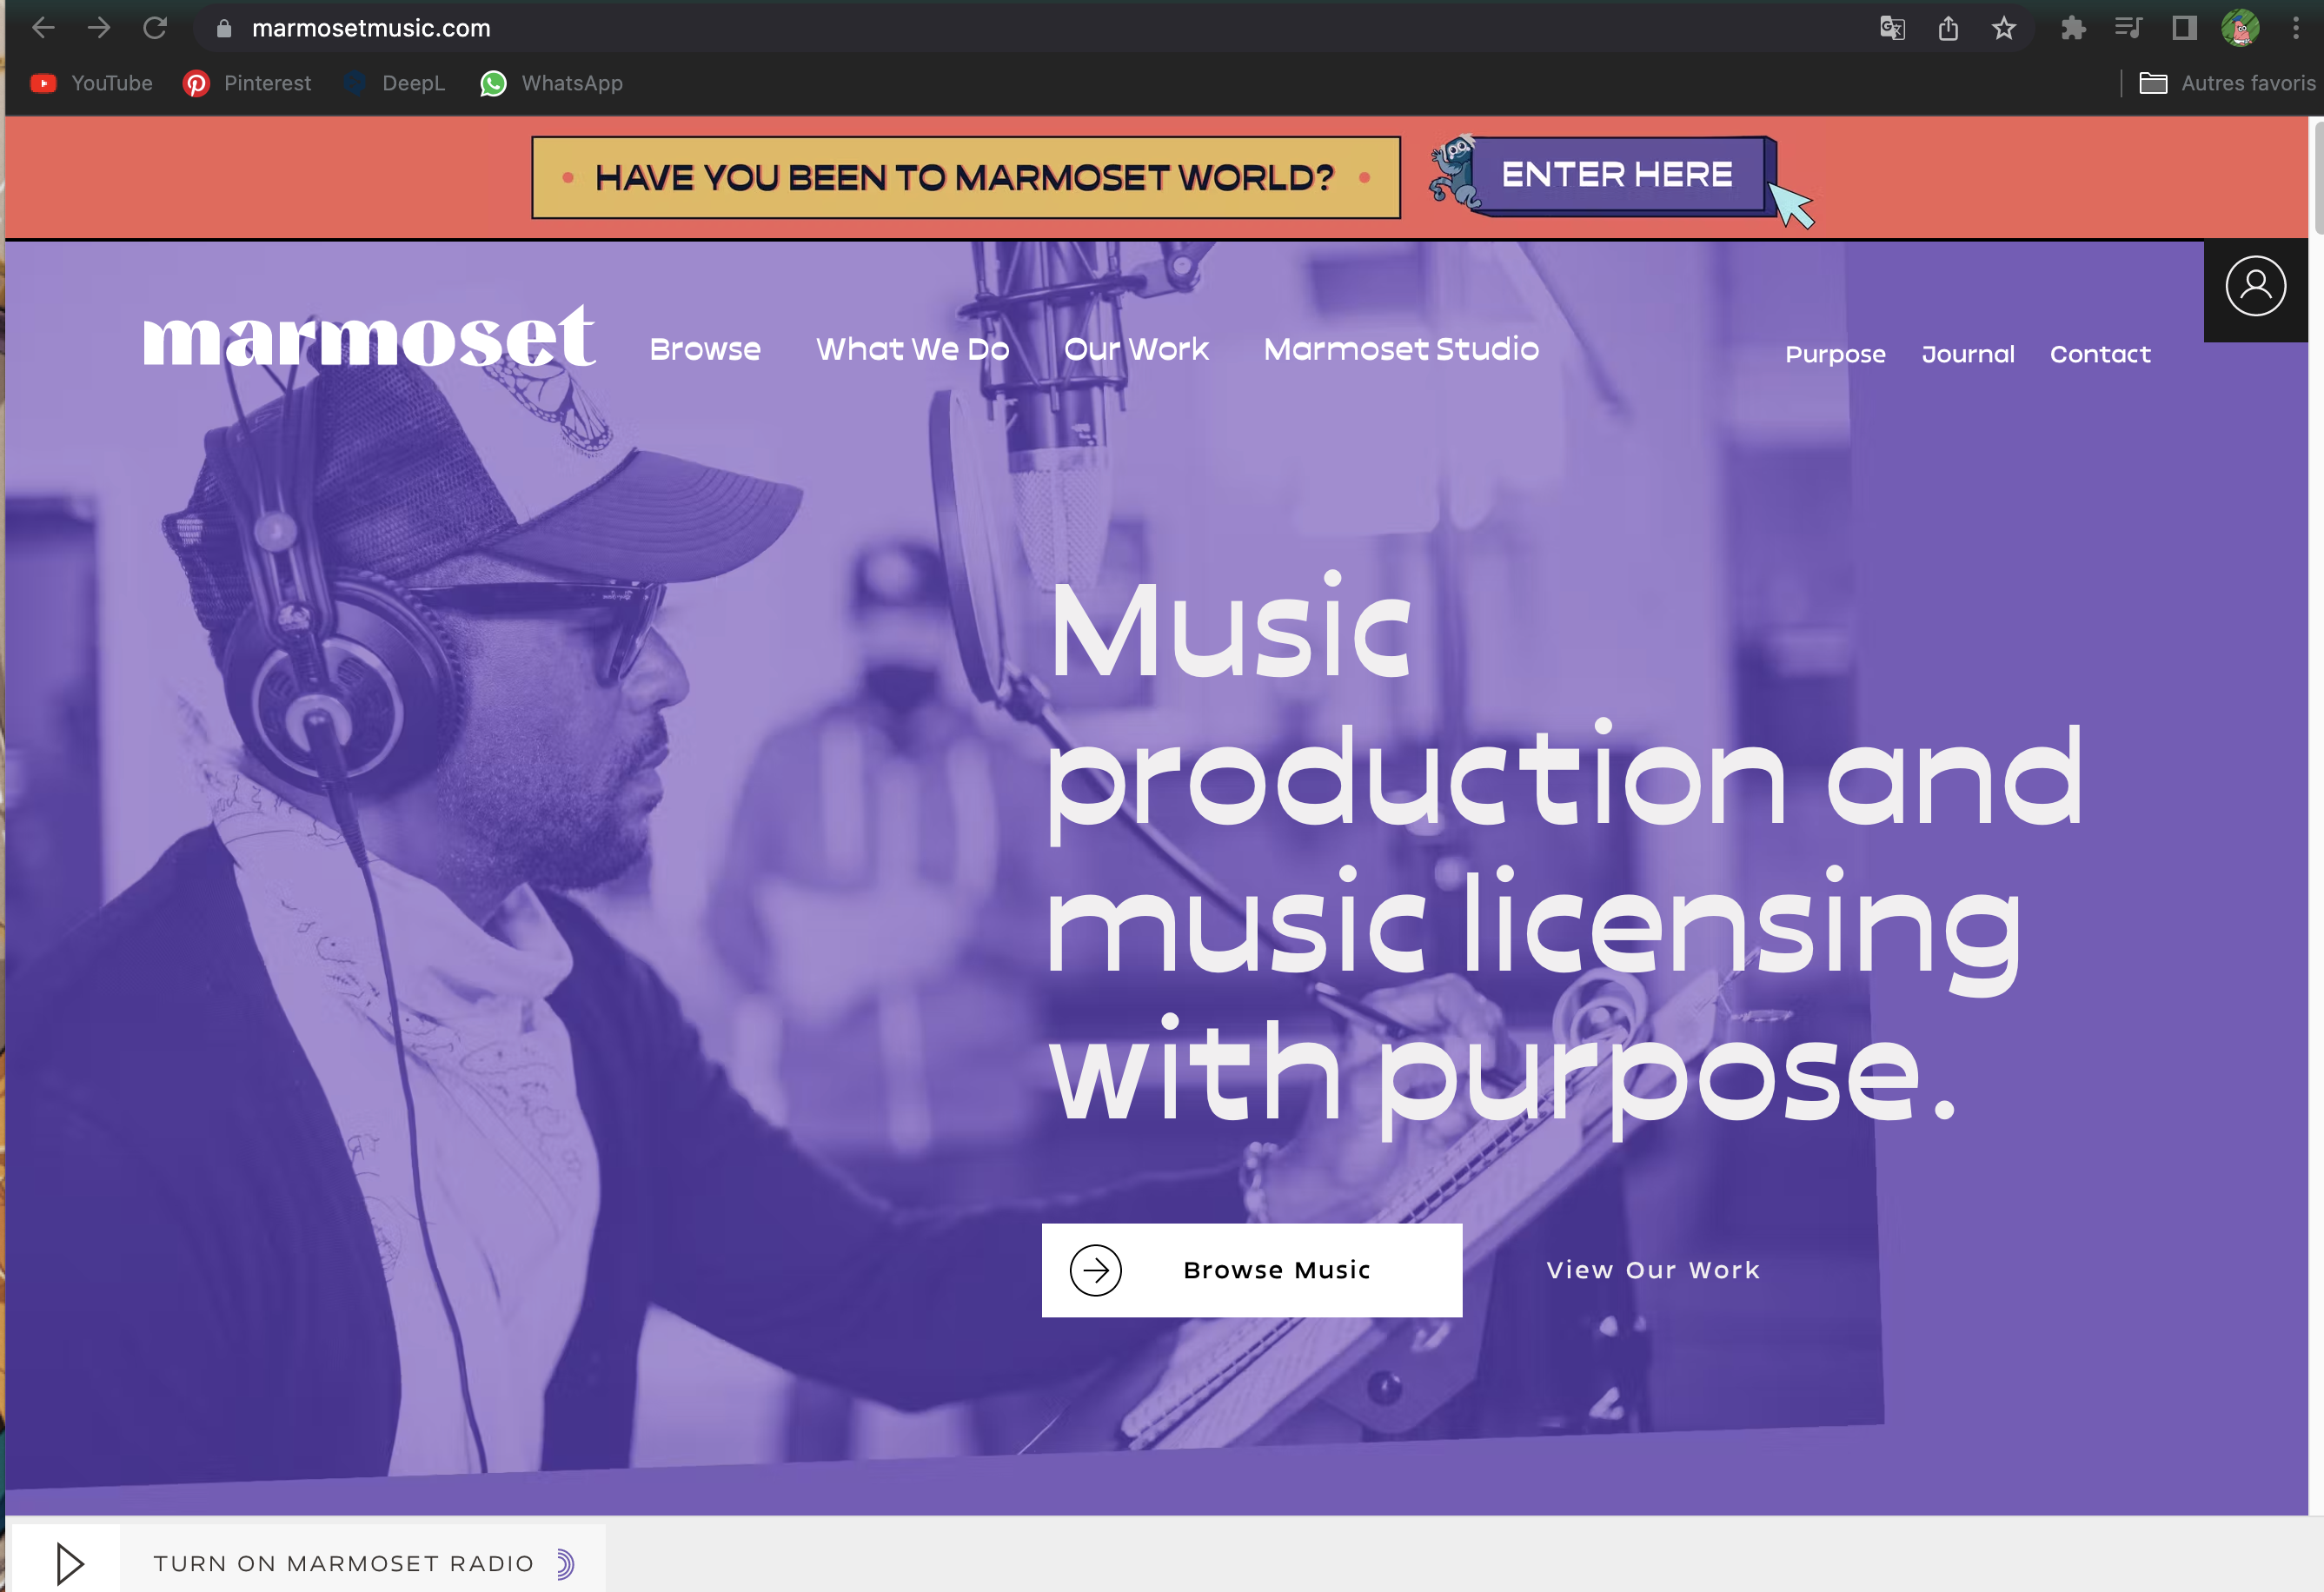 marmosetmusic.com
YouTube Pinterest DeepL WhatsApp Autres favoris
HAVE YOU BEEN TO MARMOSET WORLD? ENTER HERE
marmoset Browse What We Do Our Work Marmoset Studio Purpose Journal Contact
Music
production and
music licensing
with purpose.
Browse Music View Our Work
TURN ON MARMOSET RADIO